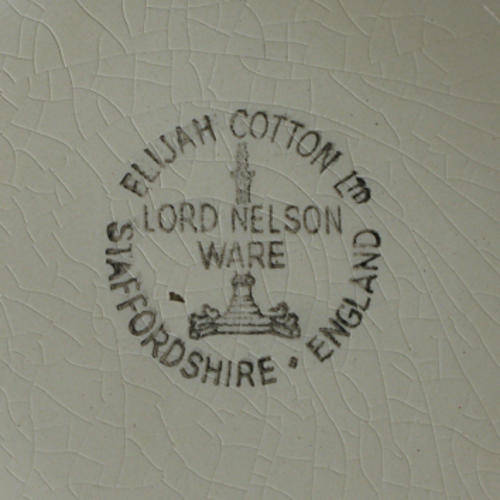 ELIJAH COTTON LTD
LORD NELSON
WARE
STAFFORDSHIRE • ENGLAND